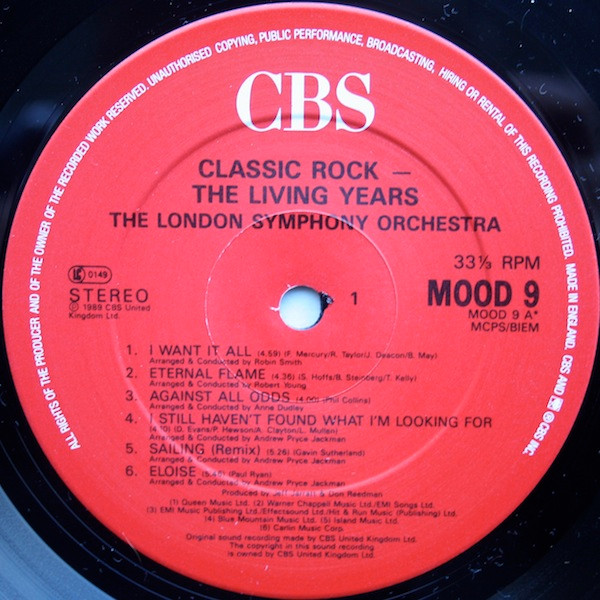 ALL RIGHTS OF THE PRODUCER AND OF THE OWNER OF THE RECORDED WORK RESERVED. UNAUTHORISED COPYING, PUBLIC PERFORMANCE, BROADCASTING, HIRING OR RENTAL OF THIS RECORDING PROHIBITED. MADE IN ENGLAND. CBS AND ® CBS INC.
CBS
CLASSIC ROCK —
THE LIVING YEARS
THE LONDON SYMPHONY ORCHESTRA
LC 0149
STEREO
℗ 1989 CBS United
Kingdom Ltd.
1
33⅓ RPM
MOOD 9
MOOD 9 A*
MCPS/BIEM
1. I WANT IT ALL (4.59) (F. Mercury/R. Taylor/J. Deacon/B. May)
Arranged & Conducted by Robin Smith
2. ETERNAL FLAME (4.36) (S. Hoffs/B. Steinberg/T. Kelly)
Arranged & Conducted by Robert Young
3. AGAINST ALL ODDS (4.00) (Phil Collins)
Arranged & Conducted by Anne Dudley
4. I STILL HAVEN'T FOUND WHAT I'M LOOKING FOR
(D. Evans/P. Hewson/A. Clayton/L. Mullan)
Arranged & Conducted by Andrew Pryce Jackman
5. SAILING (Remix) (5:26) (Gavin Sutherland)
Arranged & Conducted by Andrew Pryce Jackman
6. ELOISE (Paul Ryan)
Arranged & Conducted by Andrew Pryce Jackman
Produced by & Don Reedman
(1) Queen Music Ltd. (2) Warner Chappell Music Ltd./EMI Songs Ltd.
(3) EMI Music Publishing Ltd./Effectsound Ltd./Hit & Run Music (Publishing) Ltd.
(4) Blue Mountain Music Ltd. (5) Island Music Ltd.
(6) Carlin Music Corp.
Original sound recording made by CBS United Kingdom Ltd.
The copyright in this sound recording
is owned by CBS United Kingdom Ltd.